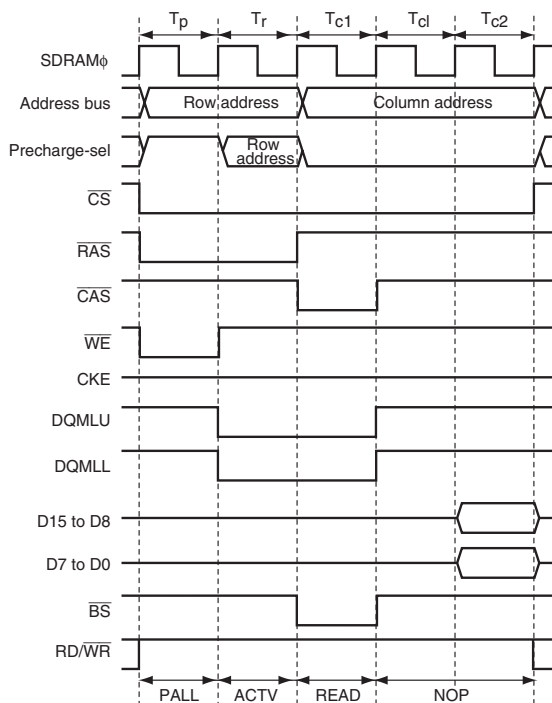 Tp Tr Tc1 Tcl Tc2
SDRAMϕ
Address bus Row address Column address
Precharge-sel Row
address
CS
RAS
CAS
WE
CKE
DQMLU
DQMLL
D15 to D8
D7 to D0
BS
RD/WR
PALL ACTV READ NOP